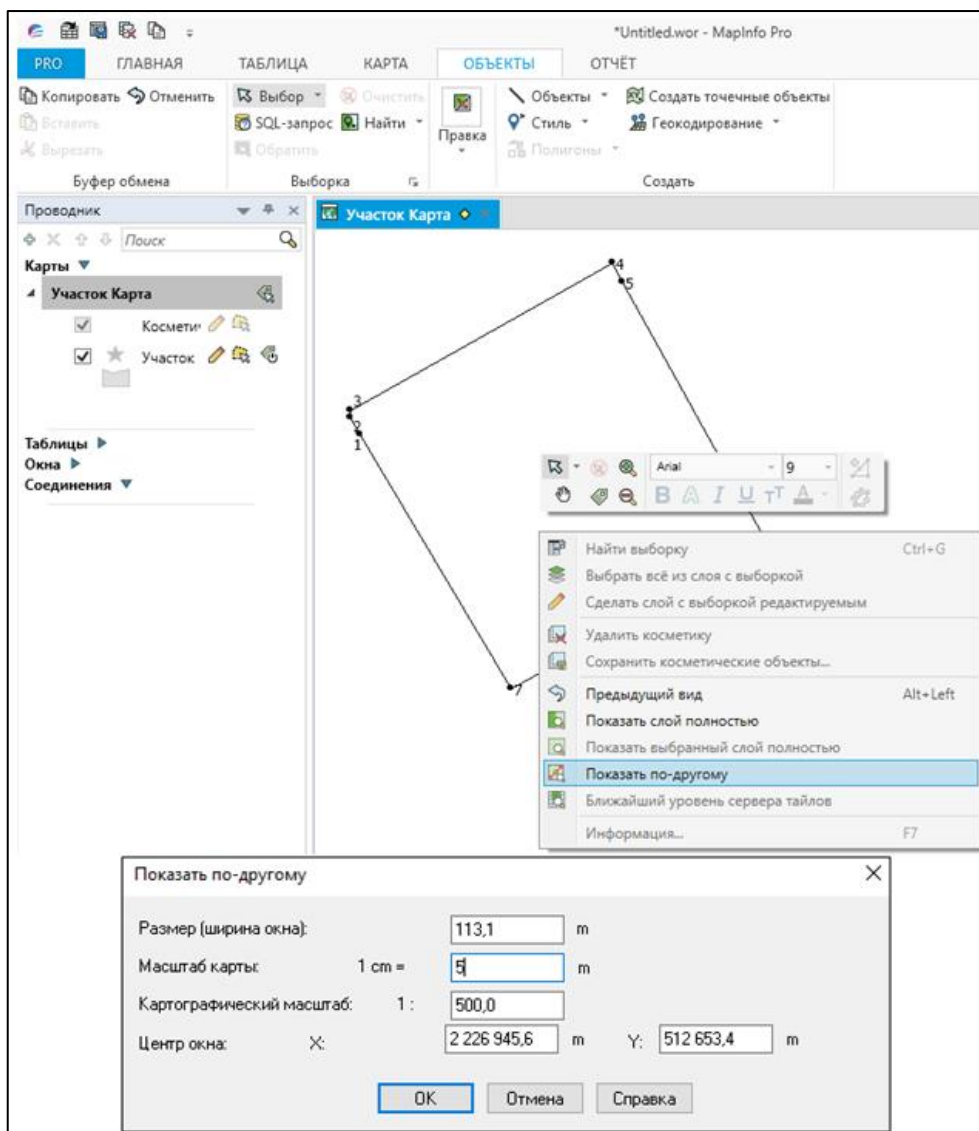 *Untitled.wor - MapInfo Pro
PRO ГЛАВНАЯ ТАБЛИЦА КАРТА ОБЪЕКТЫ ОТЧЁТ
Копировать Отменить Выбор Очистить Объекты Создать точечные объекты
Вставить SQL-запрос Найти Правка Стиль Геокодирование
Вырезать Обратить Полигоны
Буфер обмена Выборка Создать
Проводник
Участок Карта
Поиск
Карты
Участок Карта
Космети
Участок
Таблицы
Окна
Соединения
4
5
3
2
1
7
Arial 9
B A I U TT A
Найти выборку Ctrl+G
Выбрать всё из слоя с выборкой
Сделать слой с выборкой редактируемым
Удалить косметику
Сохранить косметические объекты...
Предыдущий вид Alt+Left
Показать слой полностью
Показать выбранный слой полностью
Показать по-другому
Ближайший уровень сервера тайлов
Информация... F7
Показать по-другому
Размер (ширина окна): 113,1 m
Масштаб карты: 1 cm = 5 m
Картографический масштаб: 1 : 500,0
Центр окна: X: 2 226 945,6 m Y: 512 653,4 m
OK Отмена Справка